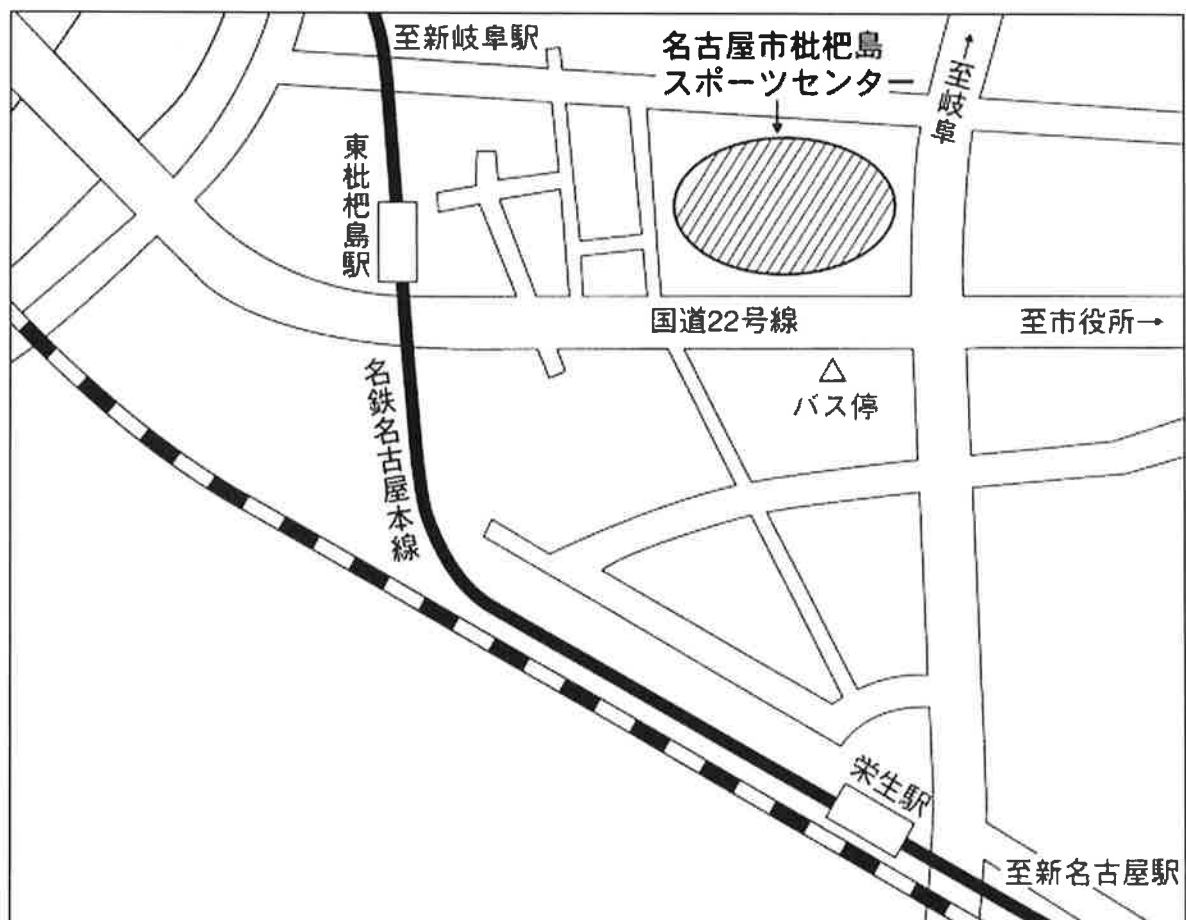 至新岐阜駅
名古屋市枇杷島
スポーツセンター
↑至岐阜
東枇杷島駅
国道22号線
至市役所→
△
バス停
名鉄名古屋本線
栄生駅
至新名古屋駅